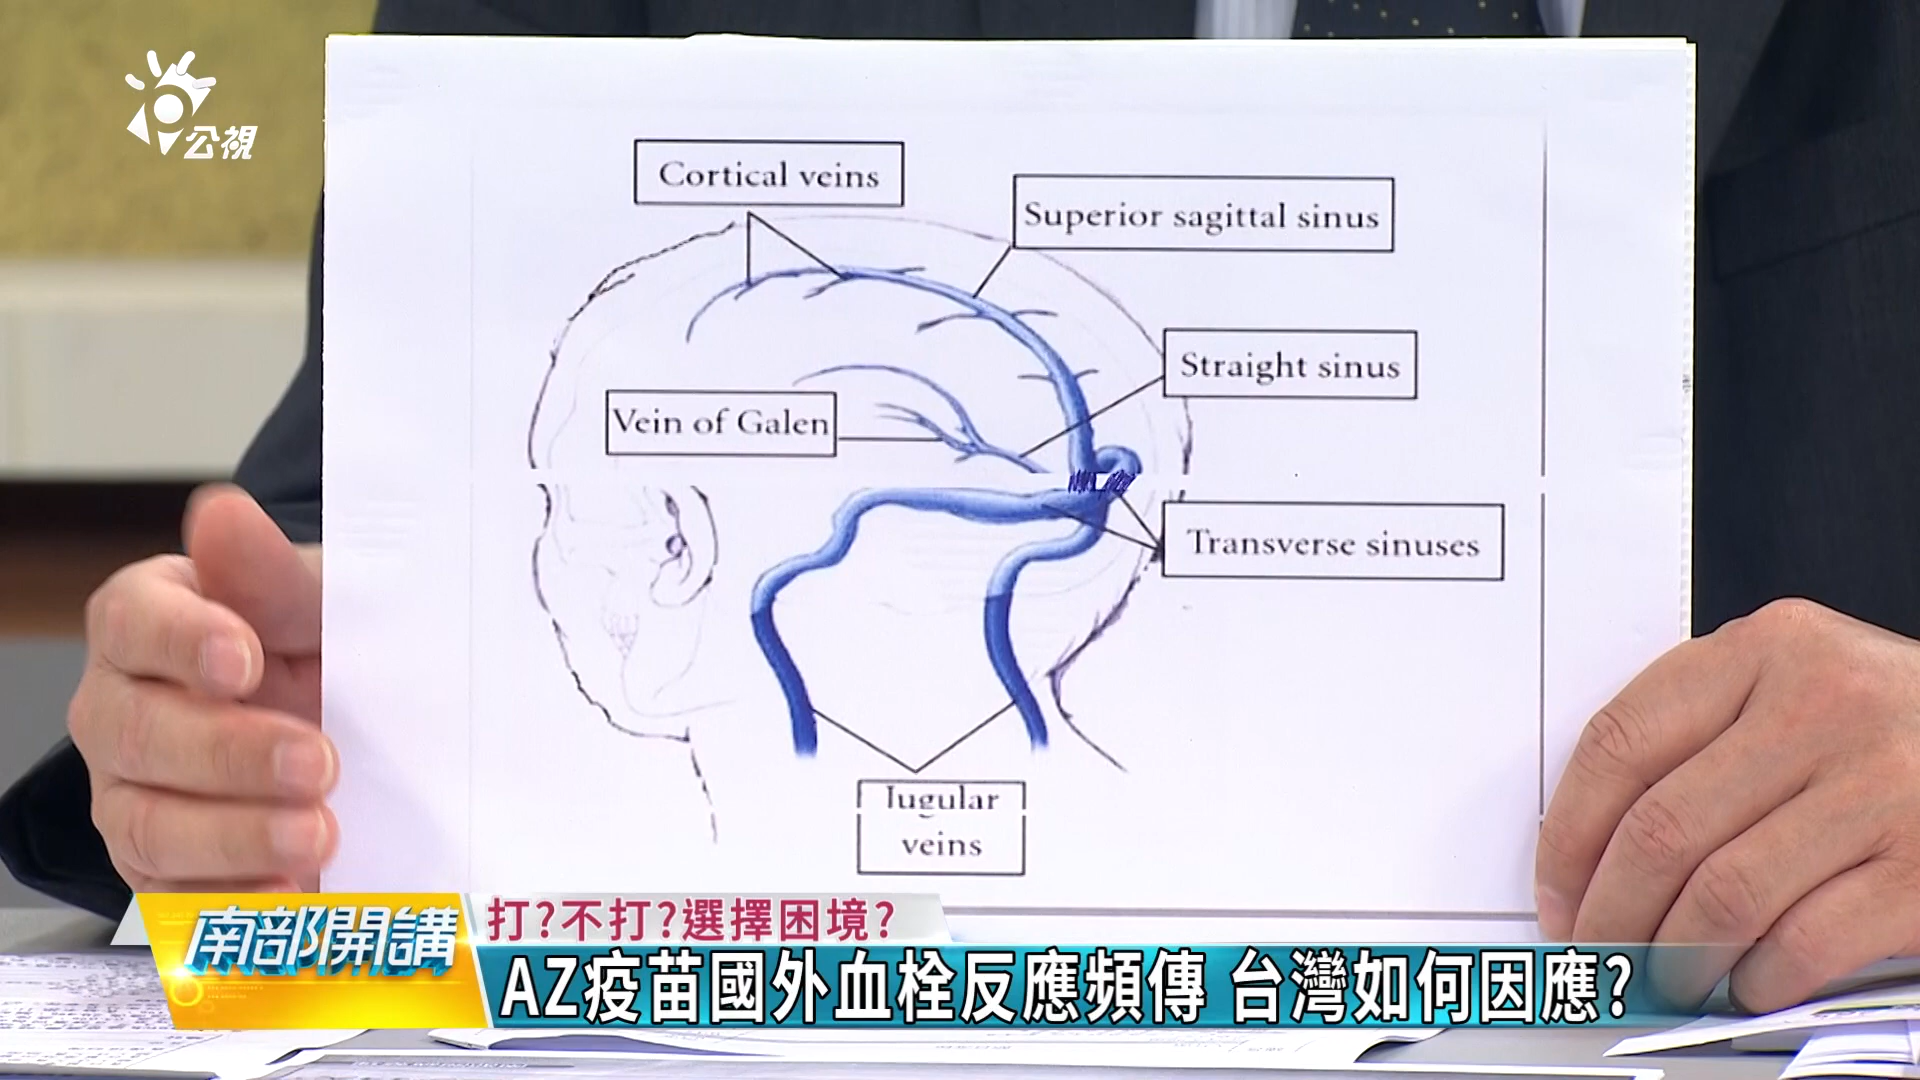 公視
Cortical veins
Superior sagittal sinus
Straight sinus
Vein of Galen
Transverse sinuses
Jugular
veins
南部開講
打?不打?選擇困境?
AZ疫苗國外血栓反應頻傳 台灣如何因應?